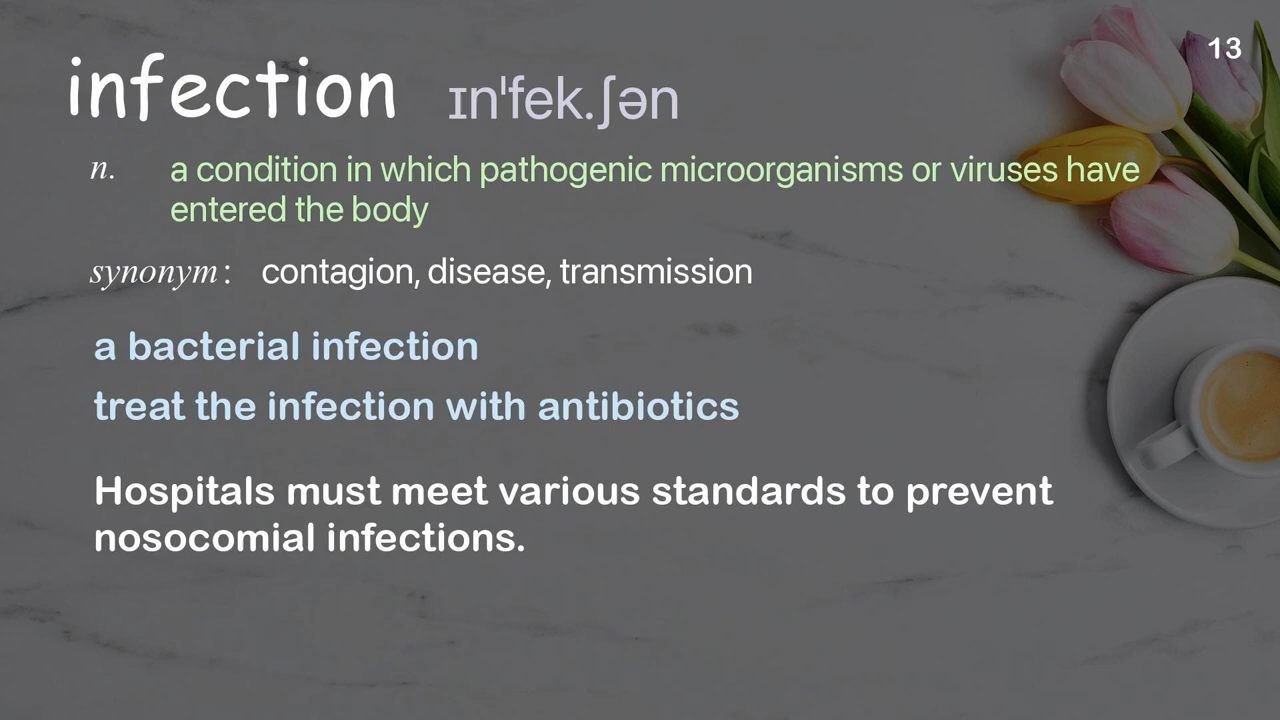 13
infection ɪnˈfek.ʃən
n. a condition in which pathogenic microorganisms or viruses have
entered the body
synonym: contagion, disease, transmission
a bacterial infection
treat the infection with antibiotics
Hospitals must meet various standards to prevent
nosocomial infections.